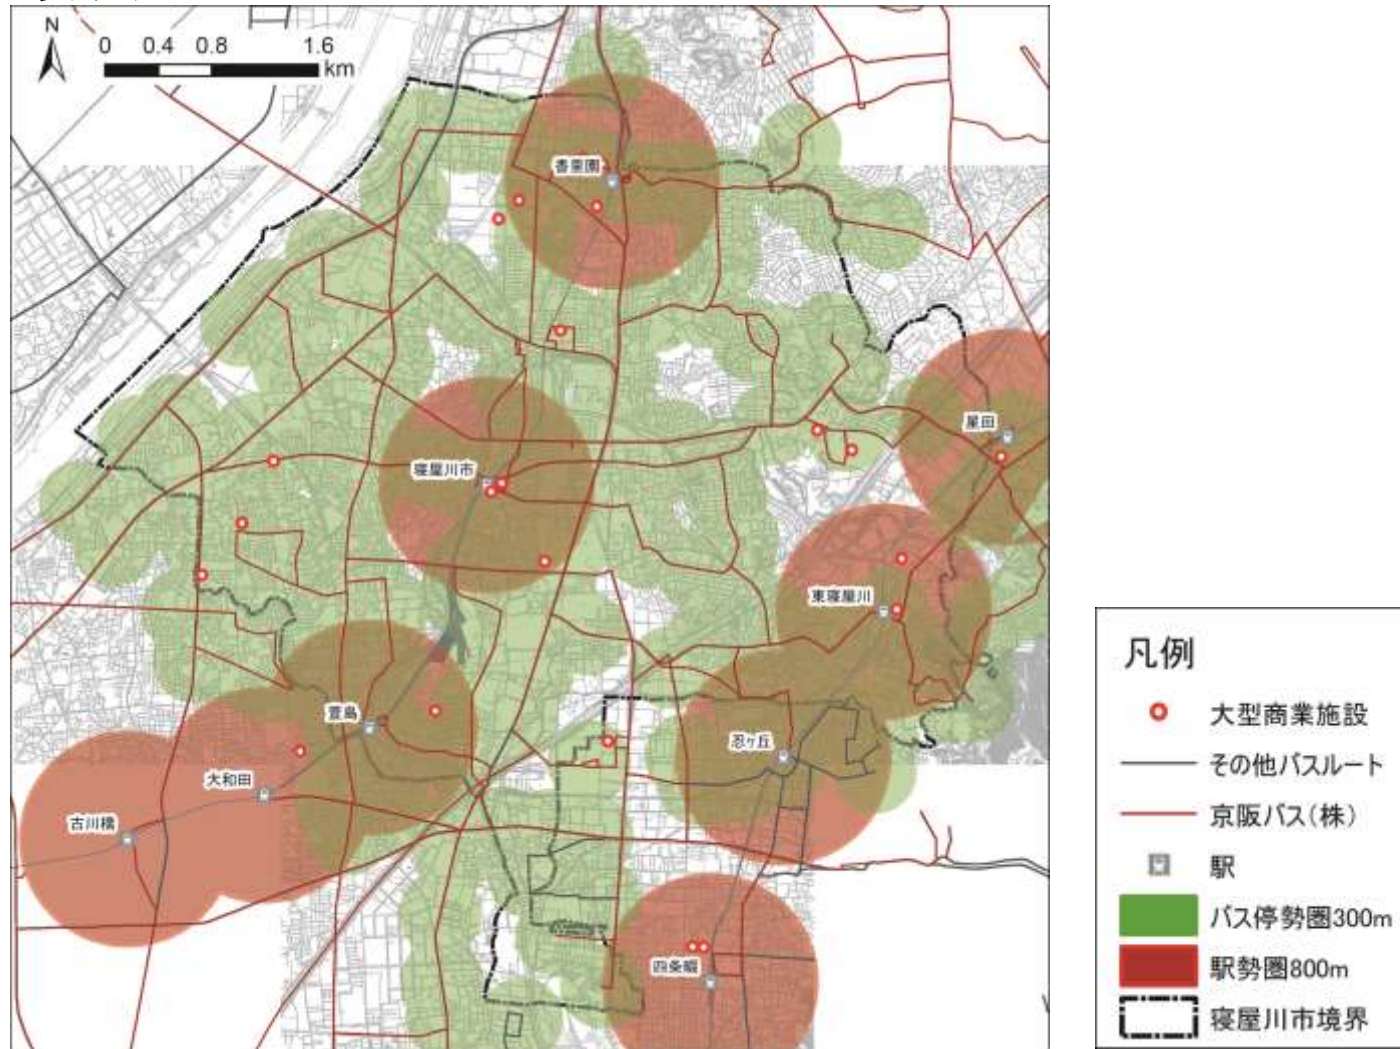 N
0 0.4 0.8 1.6
km
香里園
星田
寝屋川市
東寝屋川
萱島
忍ヶ丘
大和田
古川橋
四条畷
凡例
大型商業施設
その他バスルート
京阪バス(株)
駅
バス停勢圏300m
駅勢圏800m
寝屋川市境界